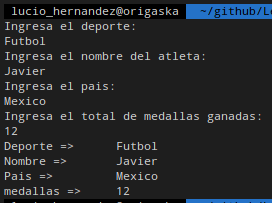 lucio_hernandez@origaska ~/github/
Ingresa el deporte:
Futbol
Ingresa el nombre del atleta:
Javier
Ingresa el pais:
Mexico
Ingresa el total de medallas ganadas:
12
Deporte => Futbol
Nombre => Javier
Pais => Mexico
medallas => 12